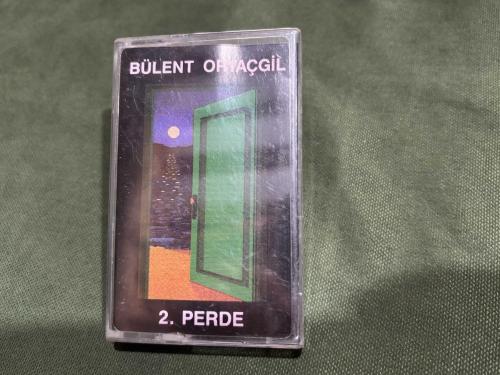 BÜLENT ORTAÇGİL
2. PERDE